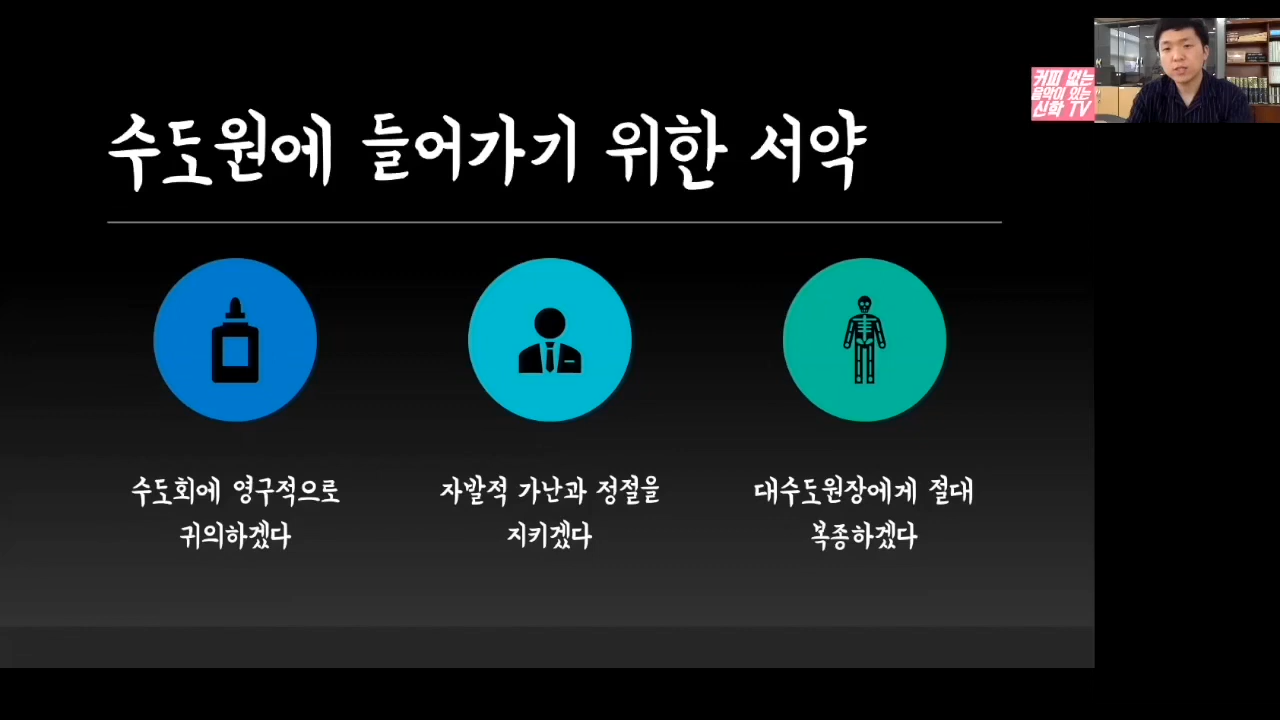 수도원에 들어가기 위한 서약
커피 없는
음악이 있는
신학 TV
수도회에 영구적으로
귀의하겠다
자발적 가난과 정절을
지키겠다
대수도원장에게 절대
복종하겠다